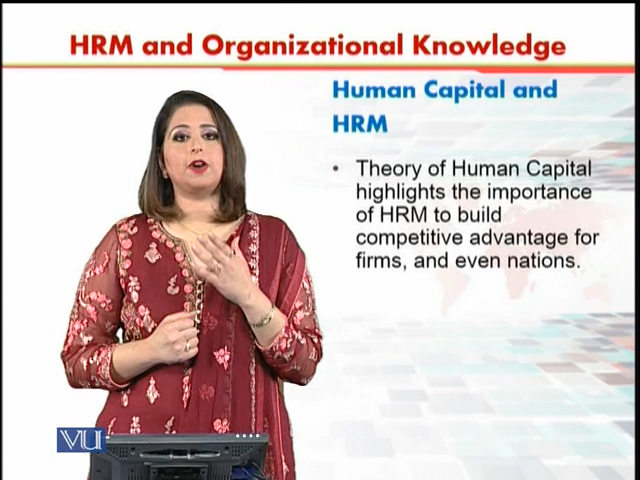 HRM and Organizational Knowledge
Human Capital and
HRM
• Theory of Human Capital
highlights the importance
of HRM to build
competitive advantage for
firms, and even nations.
VU